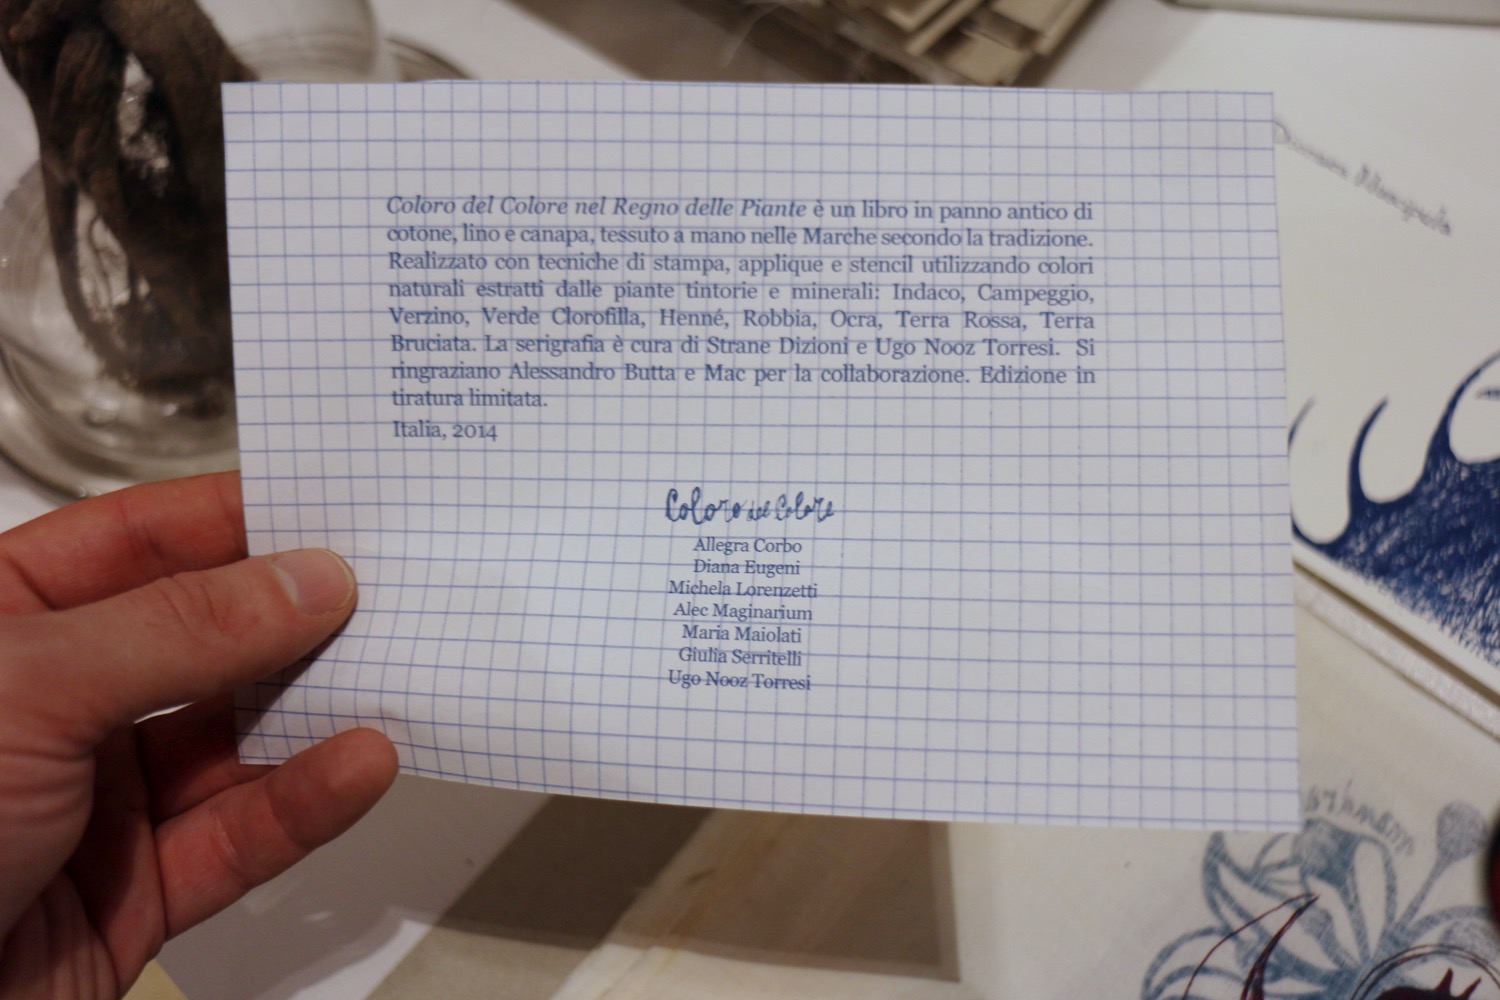 Coloro del Colore nel Regno delle Piante è un libro in panno antico di
cotone, lino e canapa, tessuto a mano nelle Marche secondo la tradizione.
Realizzato con tecniche di stampa, applique e stencil utilizzando colori
naturali estratti dalle piante tintorie e minerali: Indaco, Campeggio,
Verzino, Verde Clorofilla, Henné, Robbia, Ocra, Terra Rossa, Terra
Bruciata. La serigrafia è cura di Strane Dizioni e Ugo Nooz Torresi. Si
ringraziano Alessandro Butta e Mac per la collaborazione. Edizione in
tiratura limitata.
Italia, 2014
Coloro del Colore
Allegra Corbo
Diana Eugeni
Michela Lorenzetti
Alec Maginarium
Maria Maiolati
Giulia Serritelli
Ugo Nooz Torresi